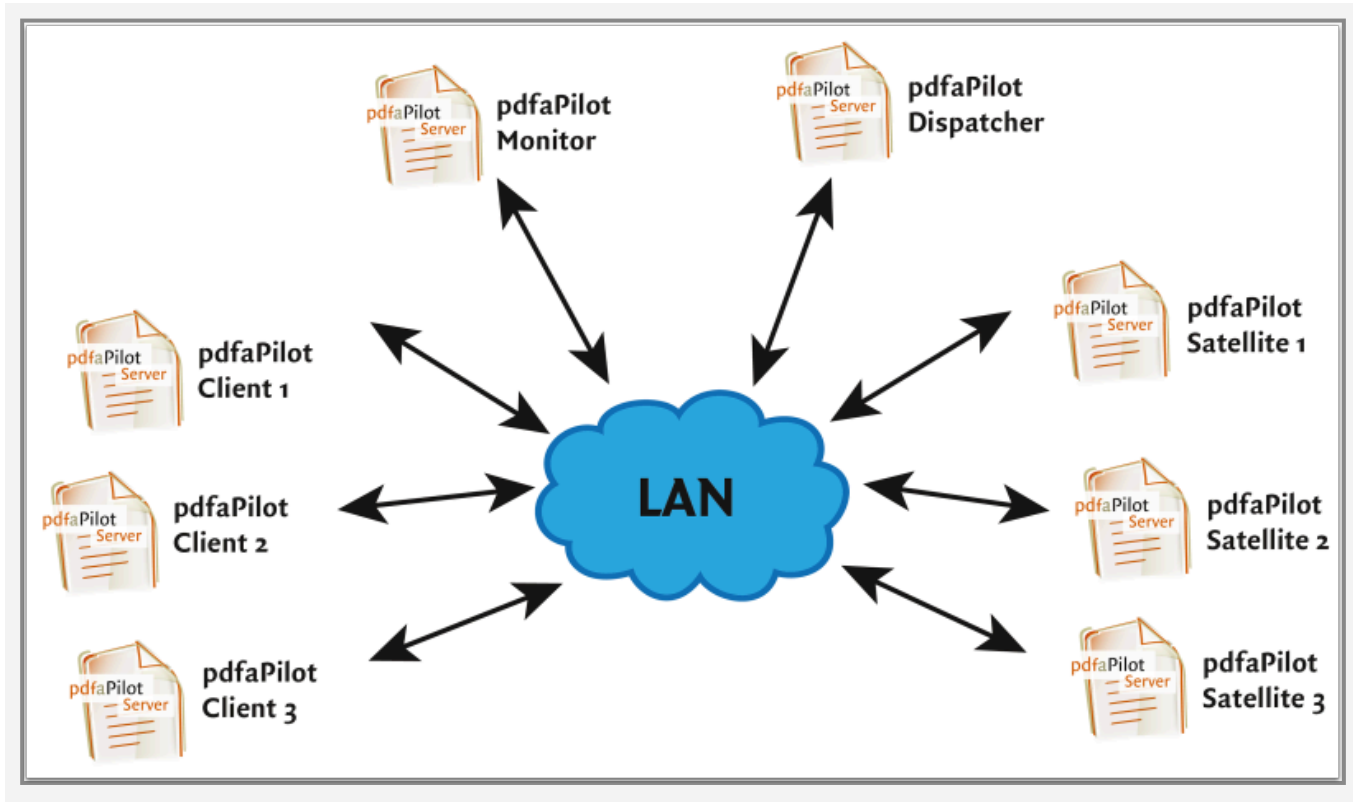 pdfaPilot
Server
pdfaPilot
Monitor
pdfaPilot
Server
pdfaPilot
Dispatcher
pdfaPilot
Server
pdfaPilot
Client 1
pdfaPilot
Server
pdfaPilot
Satellite 1
pdfaPilot
Server
pdfaPilot
Client 2
LAN
pdfaPilot
Server
pdfaPilot
Satellite 2
pdfaPilot
Server
pdfaPilot
Client 3
pdfaPilot
Server
pdfaPilot
Satellite 3